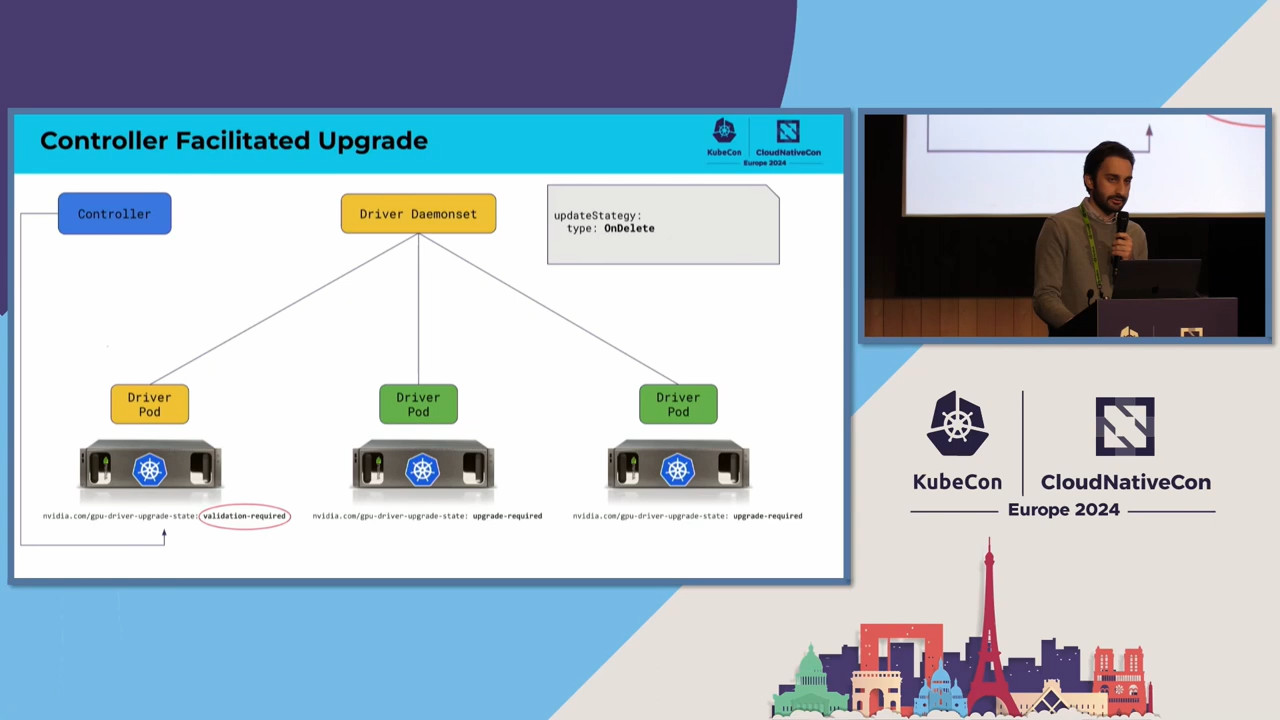 Controller Facilitated Upgrade
KubeCon
CloudNativeCon
Europe 2024
Controller
Driver Daemonset
updateStategy:
type: OnDelete
Driver
Pod
Driver
Pod
Driver
Pod
nvidia.com/gpu-driver-upgrade-state: validation-required
nvidia.com/gpu-driver-upgrade-state: upgrade-required
nvidia.com/gpu-driver-upgrade-state: upgrade-required
KubeCon
CloudNativeCon
Europe 2024